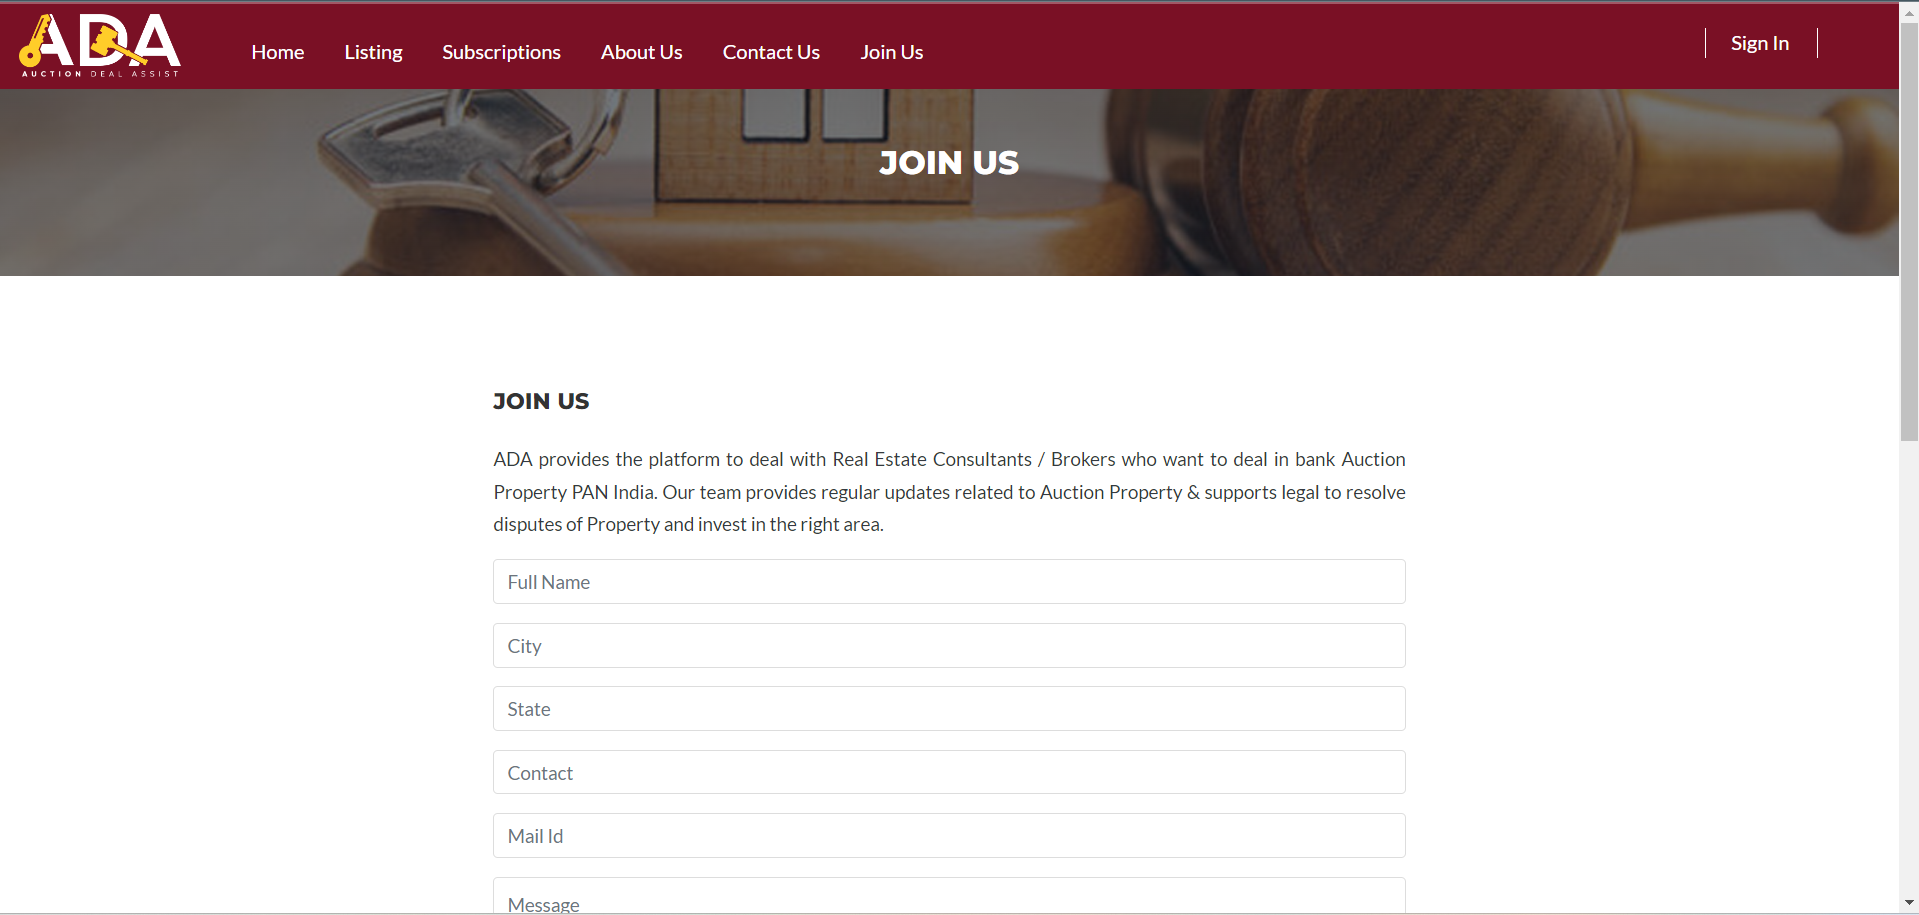 ADA
AUCTION DEAL ASSIST
Home Listing Subscriptions About Us Contact Us Join Us Sign In
JOIN US
JOIN US
ADA provides the platform to deal with Real Estate Consultants / Brokers who want to deal in bank Auction
Property PAN India. Our team provides regular updates related to Auction Property & supports legal to resolve
disputes of Property and invest in the right area.
Full Name
City
State
Contact
Mail Id
Message